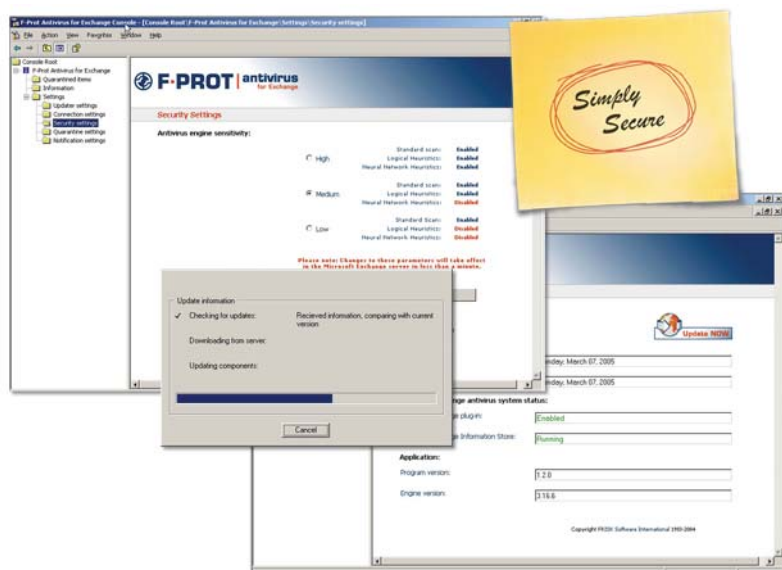 F-Prot Antivirus for Exchange Console - [Console Root\F-Prot Antivirus for Exchange\Settings\Security settings]
File Action View Favorites Window Help
Console Root
F-Prot Antivirus for Exchange
Quarantined items
Information
Settings
Updater settings
Connection settings
Security settings
Quarantine settings
Notification settings
F-PROT antivirus
for Exchange
Security Settings
Antivirus engine sensitivity:
High
Standard scan: Enabled
Logical Heuristics: Enabled
Neural Network Heuristics: Enabled
Medium
Standard scan: Enabled
Logical Heuristics: Enabled
Neural Network Heuristics: Disabled
Low
Standard Scan: Enabled
Logical Heuristics: Disabled
Neural Network Heuristics: Disabled
Please note: Changes to these parameters will take effect
in the Microsoft Exchange server in less than a minute.
Simply
Secure
Update information
Checking for updates: Recieved information, comparing with current
version
Downloading from server:
Updating components:
Cancel
Update NOW
nday, March 07, 2005
nday, March 07, 2005
nge antivirus system status:
ge plug-in: Enabled
ge Information Store: Running
Application:
Program version: 1.2.0
Engine version: 3.16.6
Copyright FRISK Software International 1993-2004